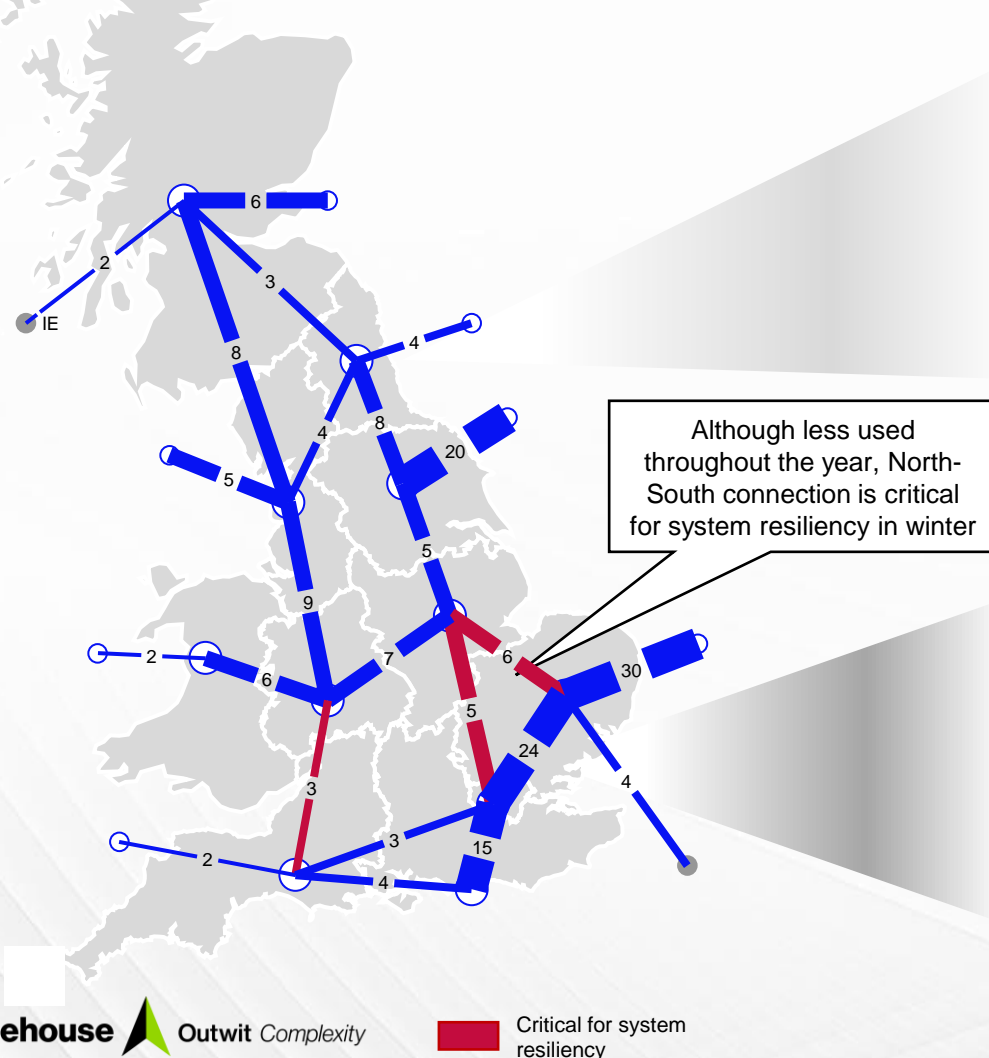 6
2
IE
3
8
4
8
4
20
5
Although less used
throughout the year, North-
South connection is critical
for system resiliency in winter
5
9
7
2
6
6
30
5
24
4
3
3
15
2
4
ehouse
Outwit Complexity
Critical for system
resiliency